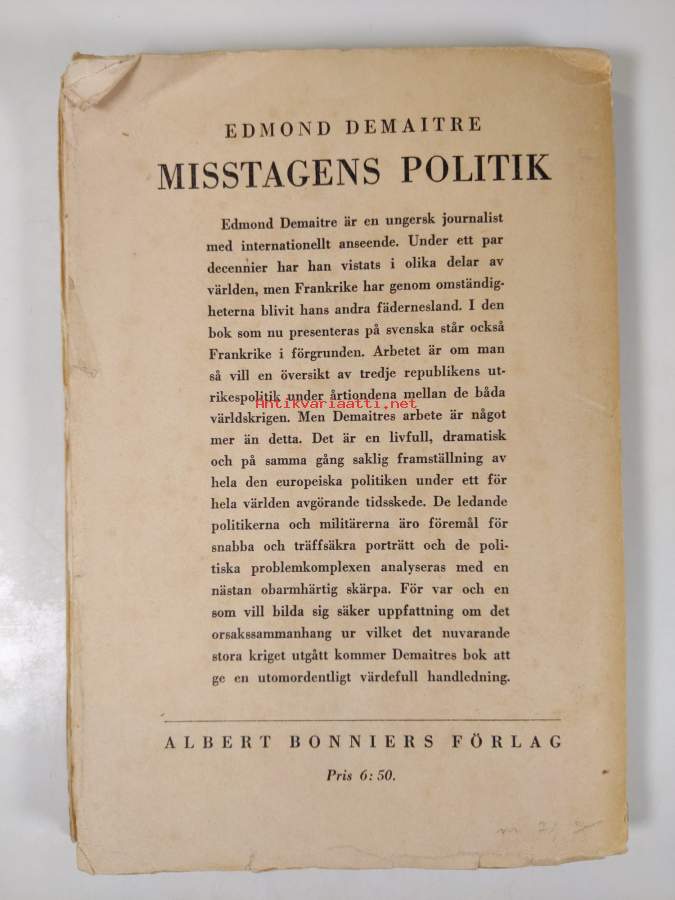 EDMOND DEMAITRE
MISSTAGENS POLITIK
Edmond Demaitre är en ungersk journalist
med internationellt anseende. Under ett par
decennier har han vistats i olika delar av
världen, men Frankrike har genom omständig-
heterna blivit hans andra fädernesland. I den
bok som nu presenteras på svenska står också
Frankrike i förgrunden. Arbetet är om man
så vill en översikt av tredje republikens ut-
rikespolitik under årtiondena mellan de båda
Antikvariaatti.net
världskrigen. Men Demaitres arbete är något
mer än detta. Det är en livfull, dramatisk
och på samma gång saklig framställning av
hela den europeiska politiken under ett för
hela världen avgörande tidsskede. De ledande
politikerna och militärerna äro föremål för
snabba och träffsäkra porträtt och de poli-
tiska problemkomplexen analyseras med en
nästan obarmhärtig skärpa. För var och en
som vill bilda sig säker uppfattning om det
orsakssammanhang ur vilket det nuvarande
stora kriget utgått kommer Demaitres bok att
ge en utomordentligt värdefull handledning.
ALBERT BONNIERS FÖRLAG
Pris 6:50.